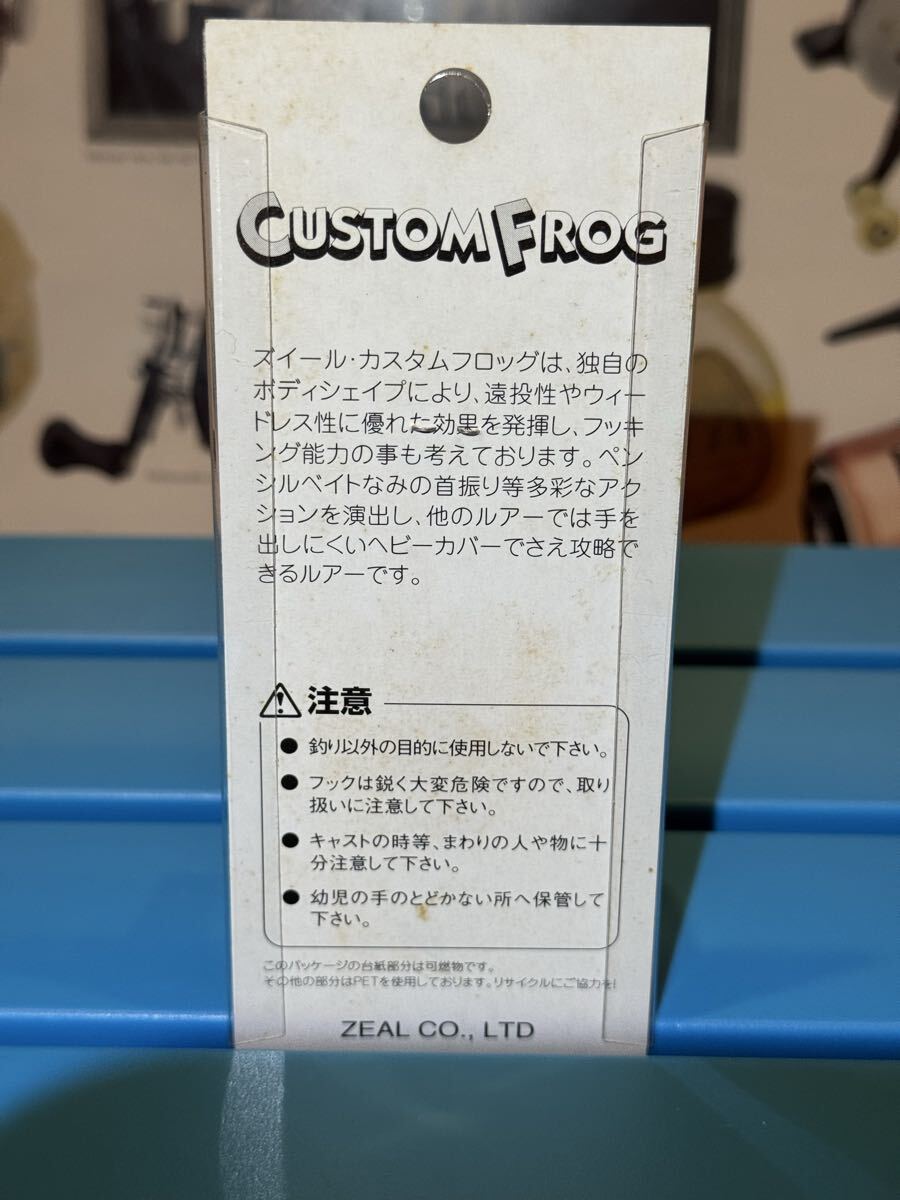 CUSTOM FROG
ズイール・カスタムフロッグは、独自の
ボディシェイプにより、遠投性やウィー
ドレス性に優れた効果を発揮し、フッキ
ング能力の事も考えております。ペン
シルベイトなみの首振り等多彩なアク
ションを演出し、他のルアーでは手を
出しにくいヘビーカバーでさえ攻略で
きるルアーです。
注意
● 釣り以外の目的に使用しないで下さい。
● フックは鋭く大変危険ですので、取り
扱いに注意して下さい。
● キャストの時等、まわりの人や物に十
分注意して下さい。
● 幼児の手のとどかない所へ保管して
下さい。
このパッケージの台紙部分は可燃物です。
その他の部分はPETを使用しております。リサイクルにご協力を
ZEAL CO., LTD